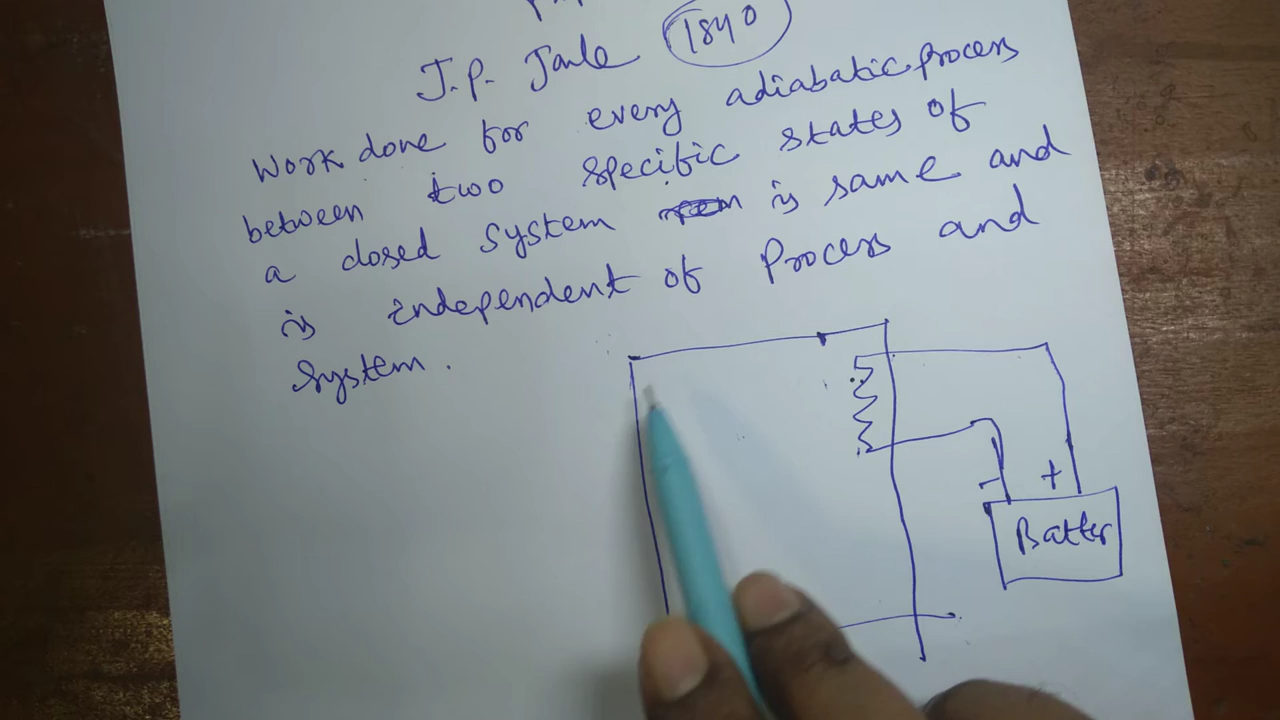 J.P. Joule 1840
Work done for every adiabatic process
between two specific states of
a closed system is same and
is independent of Process and
System.
- +
Batter